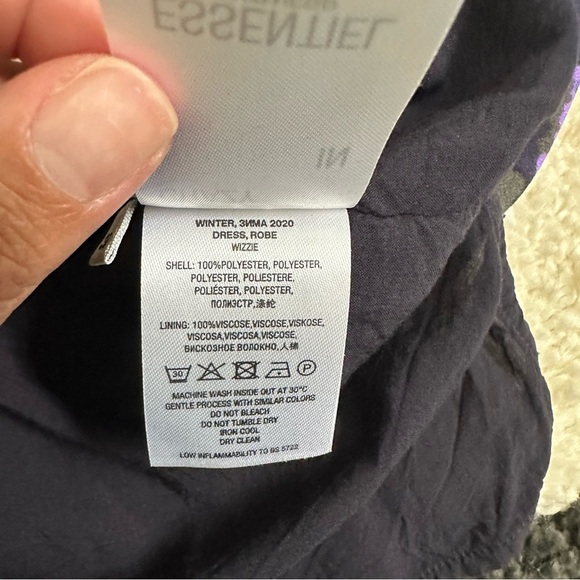 ESSENTIEL
IN
WINTER, ЗИМА 2020
DRESS, ROBE
WIZZIE
SHELL: 100%POLYESTER, POLYESTER,
POLYESTER, POLIESTERE,
POLIÉSTER, POLYESTER,
ПОЛИЭСТР,涤纶
LINING: 100%VISCOSE,VISCOSE,VISKOSE,
VISCOSA,VISCOSA,VISCOSE,
ВИСКОЗНОЕ ВОЛОКНО,人棉
30 P
MACHINE WASH INSIDE OUT AT 30°C
GENTLE PROCESS WITH SIMILAR COLORS
DO NOT BLEACH
DO NOT TUMBLE DRY
IRON COOL
DRY CLEAN
LOW INFLAMMABILITY TO BS 5722